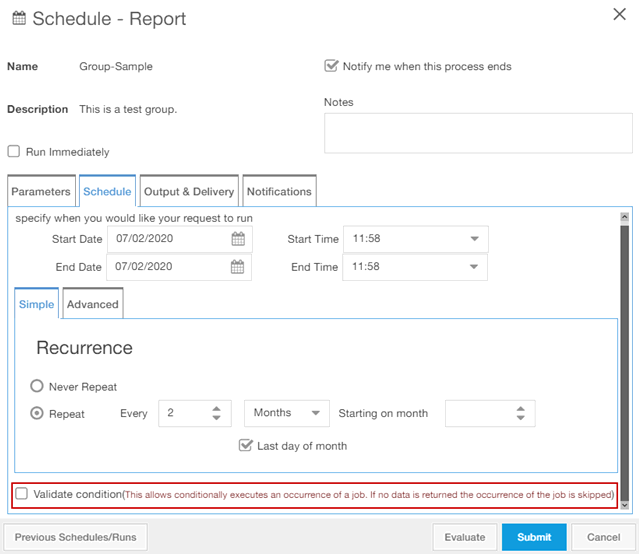 Schedule - Report
Name Group-Sample
Notify me when this process ends
Description This is a test group.
Notes
Run Immediately
Parameters Schedule Output & Delivery Notifications
specify when you would like your request to run
Start Date 07/02/2020 Start Time 11:58
End Date 07/02/2020 End Time 11:58
Simple Advanced
Recurrence
Never Repeat
Repeat Every 2 Months Starting on month
Last day of month
Validate condition(This allows conditionally executes an occurrence of a job. If no data is returned the occurrence of the job is skipped)
Previous Schedules/Runs Evaluate Submit Cancel